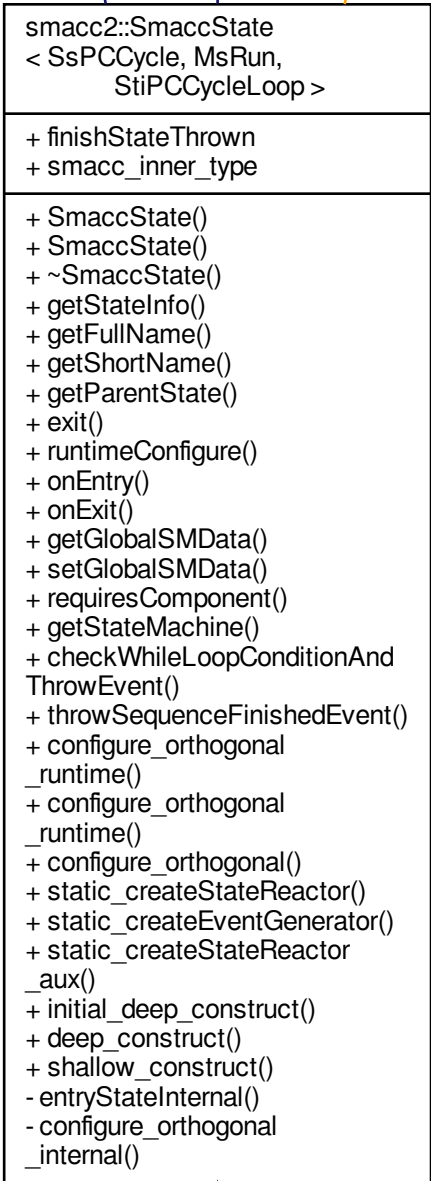 smacc2::SmaccState
< SsPCCycle, MsRun,
StiPCCycleLoop >
+ finishStateThrown
+ smacc_inner_type
+ SmaccState()
+ SmaccState()
+ ~SmaccState()
+ getStateInfo()
+ getFullName()
+ getShortName()
+ getParentState()
+ exit()
+ runtimeConfigure()
+ onEntry()
+ onExit()
+ getGlobalSMData()
+ setGlobalSMData()
+ requiresComponent()
+ getStateMachine()
+ checkWhileLoopConditionAnd
ThrowEvent()
+ throwSequenceFinishedEvent()
+ configure_orthogonal
_runtime()
+ configure_orthogonal
_runtime()
+ configure_orthogonal()
+ static_createStateReactor()
+ static_createEventGenerator()
+ static_createStateReactor
_aux()
+ initial_deep_construct()
+ deep_construct()
+ shallow_construct()
- entryStateInternal()
- configure_orthogonal
_internal()